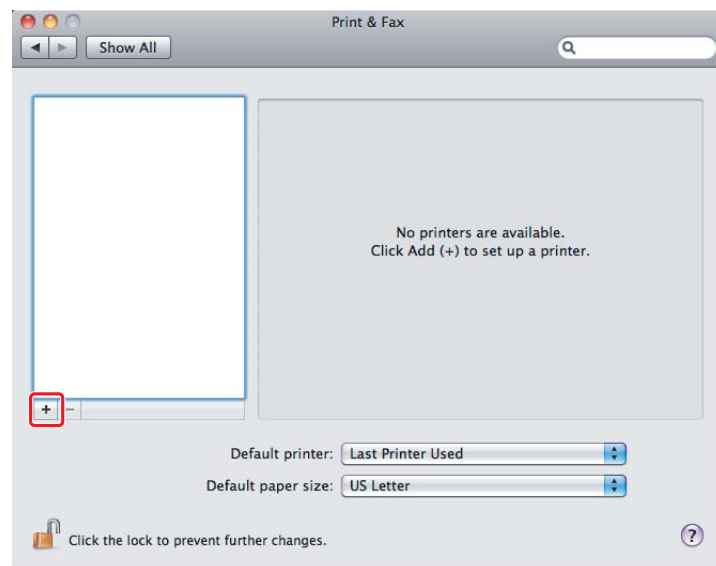 Print & Fax
Show All
No printers are available.
Click Add (+) to set up a printer.
+ −
Default printer: Last Printer Used
Default paper size: US Letter
Click the lock to prevent further changes.
?